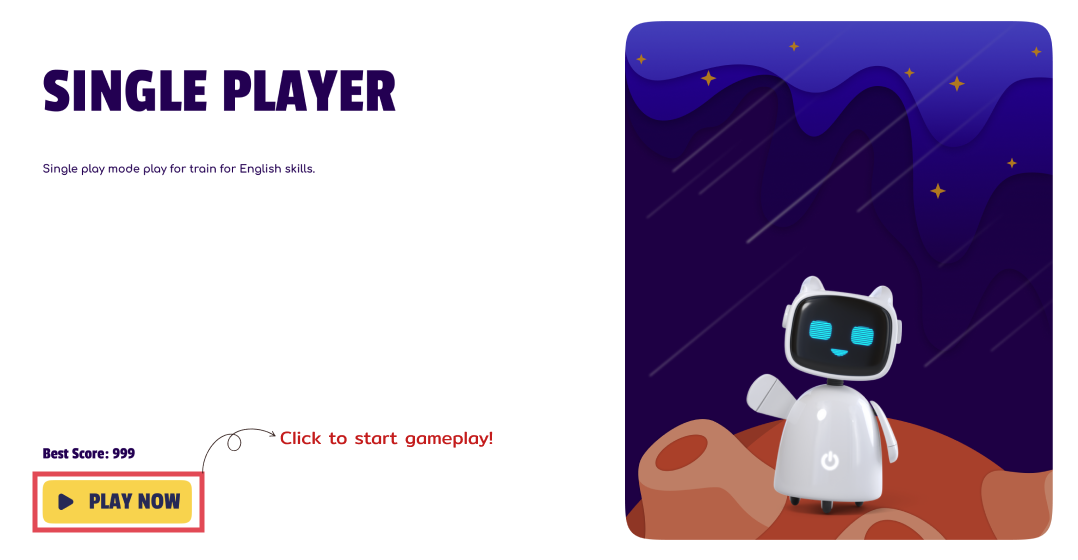 SINGLE PLAYER
Single play mode play for train for English skills.
Click to start gameplay!
Best Score: 999
PLAY NOW